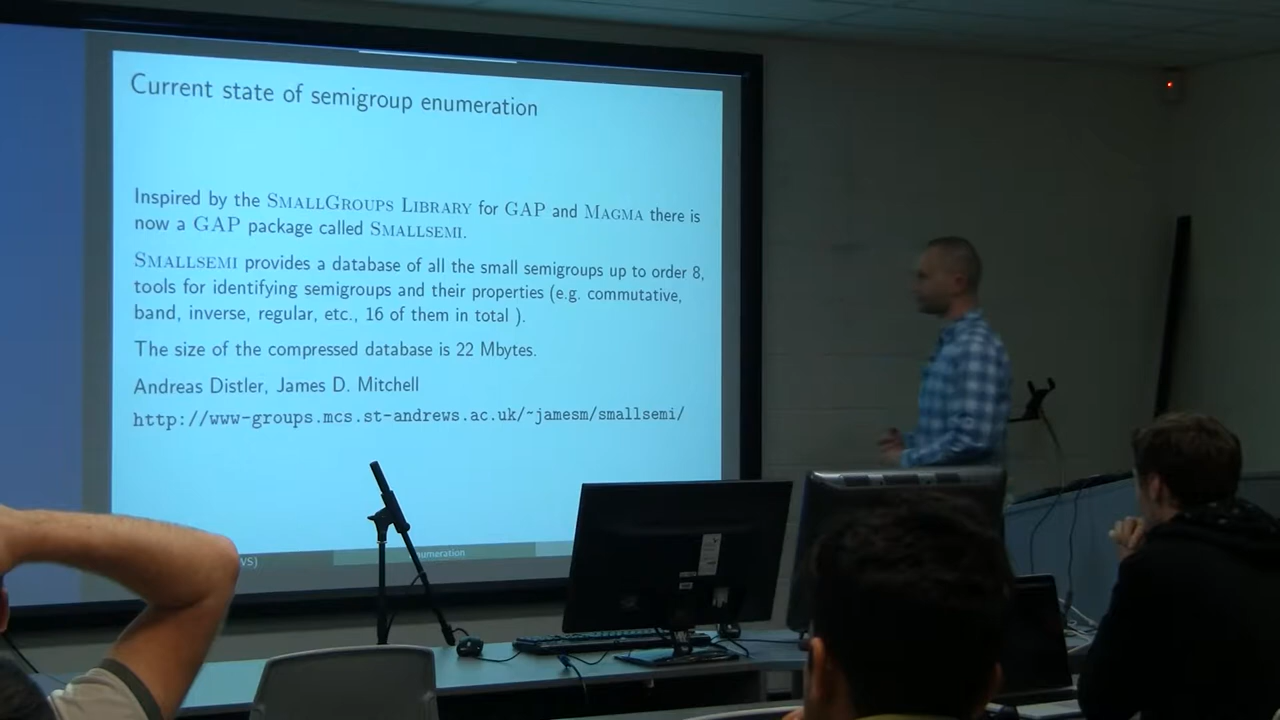 Current state of semigroup enumeration
Inspired by the SMALLGROUPS LIBRARY for GAP and MAGMA there is
now a GAP package called SMALLSEMI.
SMALLSEMI provides a database of all the small semigroups up to order 8,
tools for identifying semigroups and their properties (e.g. commutative,
band, inverse, regular, etc., 16 of them in total ).
The size of the compressed database is 22 Mbytes.
Andreas Distler, James D. Mitchell
http://www-groups.mcs.st-andrews.ac.uk/~jamesm/smallsemi/